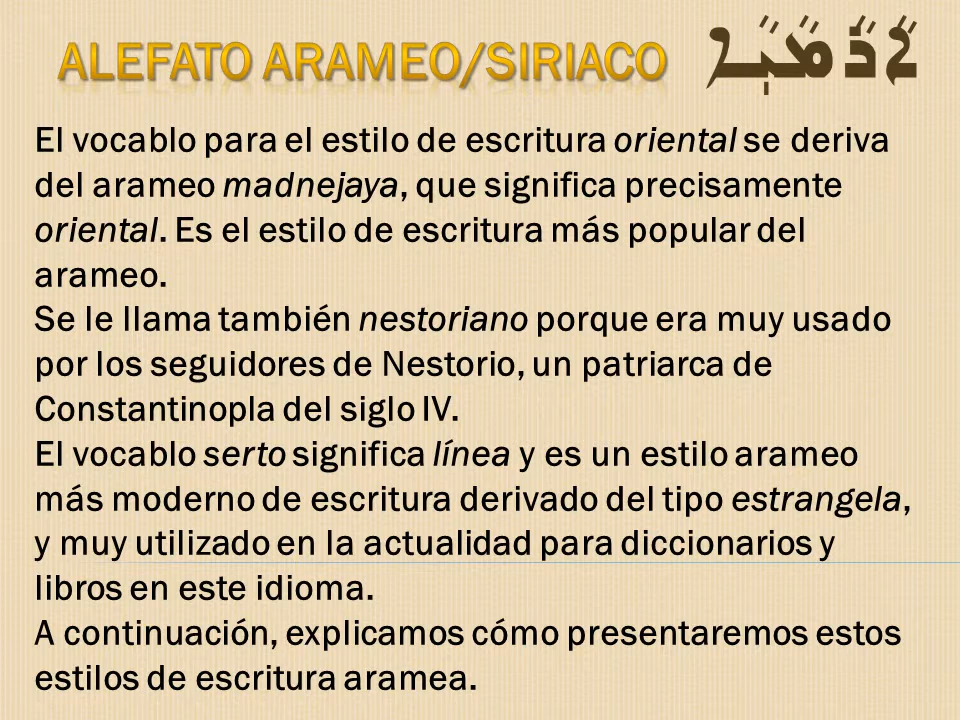 ALEFATO ARAMEO/SIRIACO
El vocablo para el estilo de escritura oriental se deriva
del arameo madnejaya, que significa precisamente
oriental. Es el estilo de escritura más popular del
arameo.
Se le llama también nestoriano porque era muy usado
por los seguidores de Nestorio, un patriarca de
Constantinopla del siglo IV.
El vocablo serto significa línea y es un estilo arameo
más moderno de escritura derivado del tipo estrangela,
y muy utilizado en la actualidad para diccionarios y
libros en este idioma.
A continuación, explicamos cómo presentaremos estos
estilos de escritura aramea.